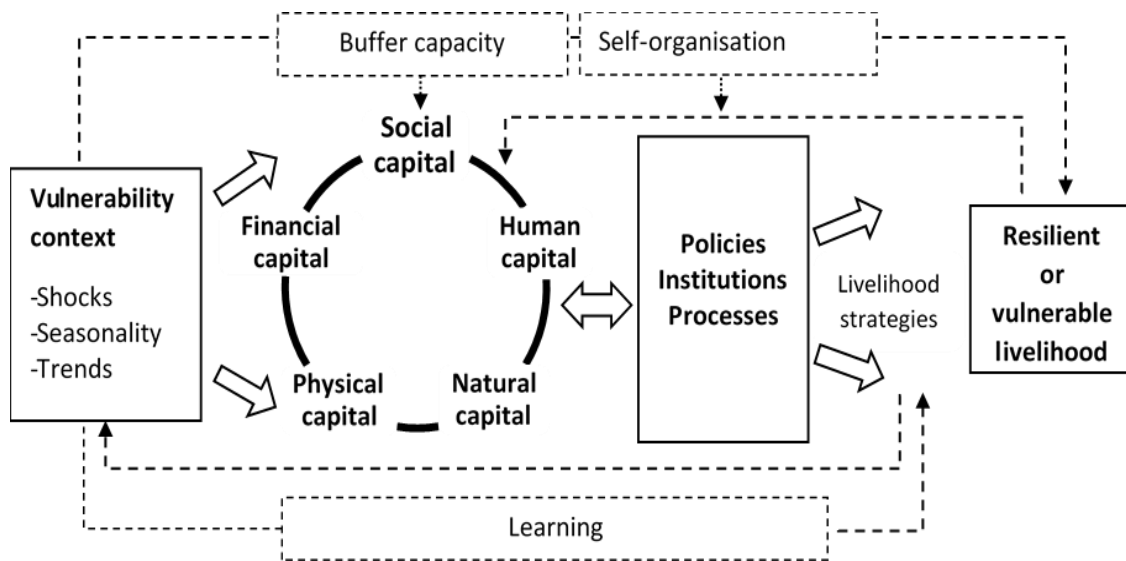 Buffer capacity
Self-organisation
Social
capital
Vulnerability
context
-Shocks
-Seasonality
-Trends
Financial
capital
Human
capital
Physical
capital
Natural
capital
Policies
Institutions
Processes
Livelihood
strategies
Resilient
or
vulnerable
livelihood
Learning